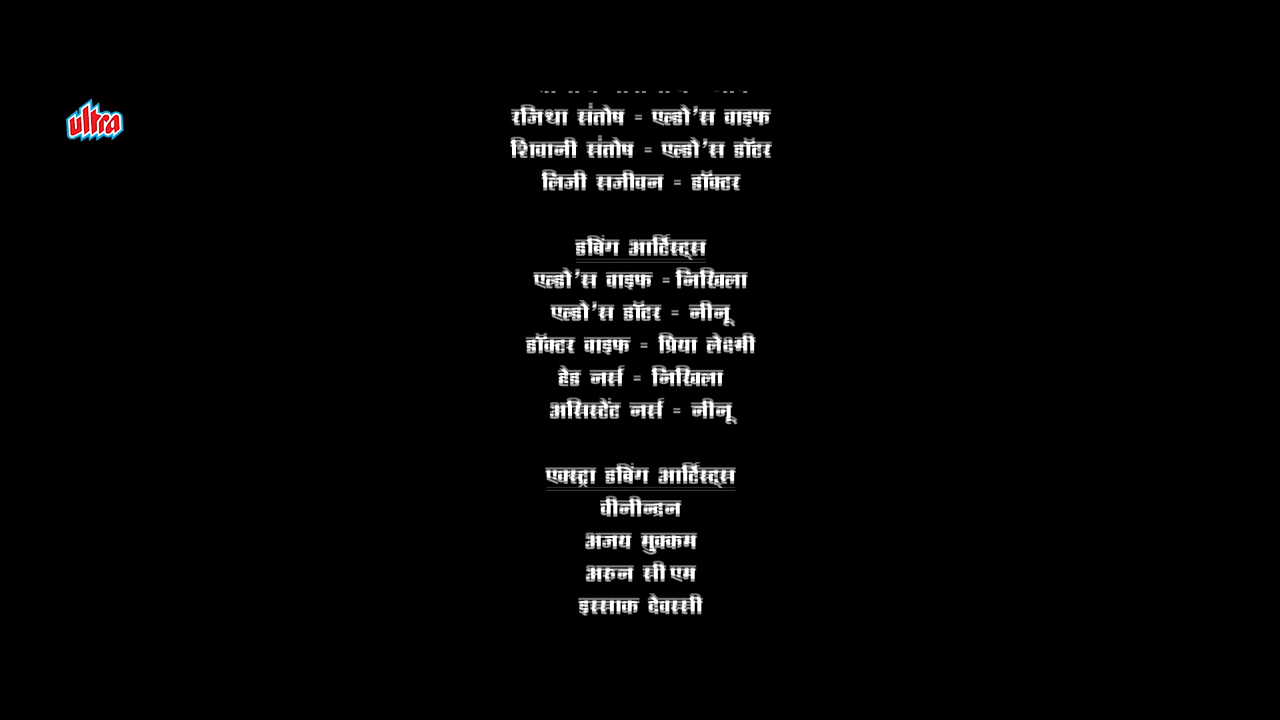 ultra
रजिथा संतोष - एल्डो'स वाइफ
शिवानी संतोष - एल्डो'स डॉटर
लिजी सजीवन - डॉक्टर
डबिंग आर्टिस्ट्स
एल्डो'स वाइफ - निखिला
एल्डो'स डॉटर - नीनू
डॉक्टर वाइफ - प्रिया लेक्ष्मी
हेड नर्स - निखिला
असिस्टेंट नर्स - नीनू
एक्स्ट्रा डबिंग आर्टिस्ट्स
वीनीन्द्रन
अजय मुक्कम
अरुन सी एम
इस्साक देवस्सी